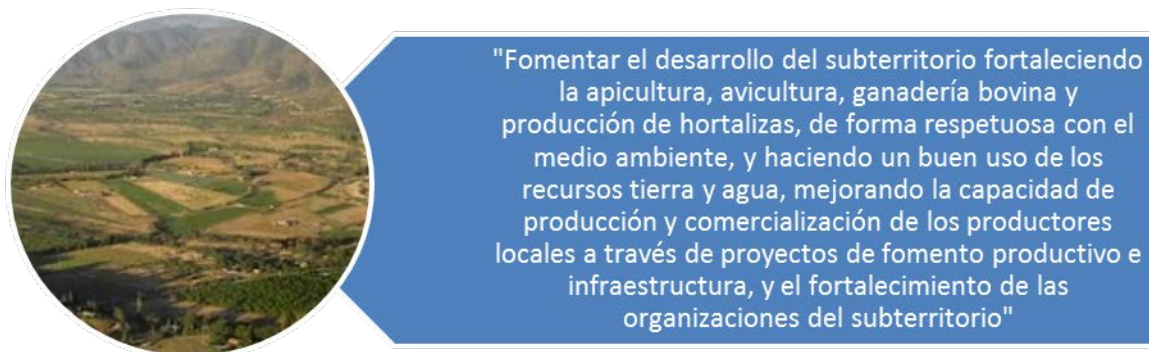 "Fomentar el desarrollo del subterritorio fortaleciendo
la apicultura, avicultura, ganadería bovina y
producción de hortalizas, de forma respetuosa con el
medio ambiente, y haciendo un buen uso de los
recursos tierra y agua, mejorando la capacidad de
producción y comercialización de los productores
locales a través de proyectos de fomento productivo e
infraestructura, y el fortalecimiento de las
organizaciones del subterritorio"